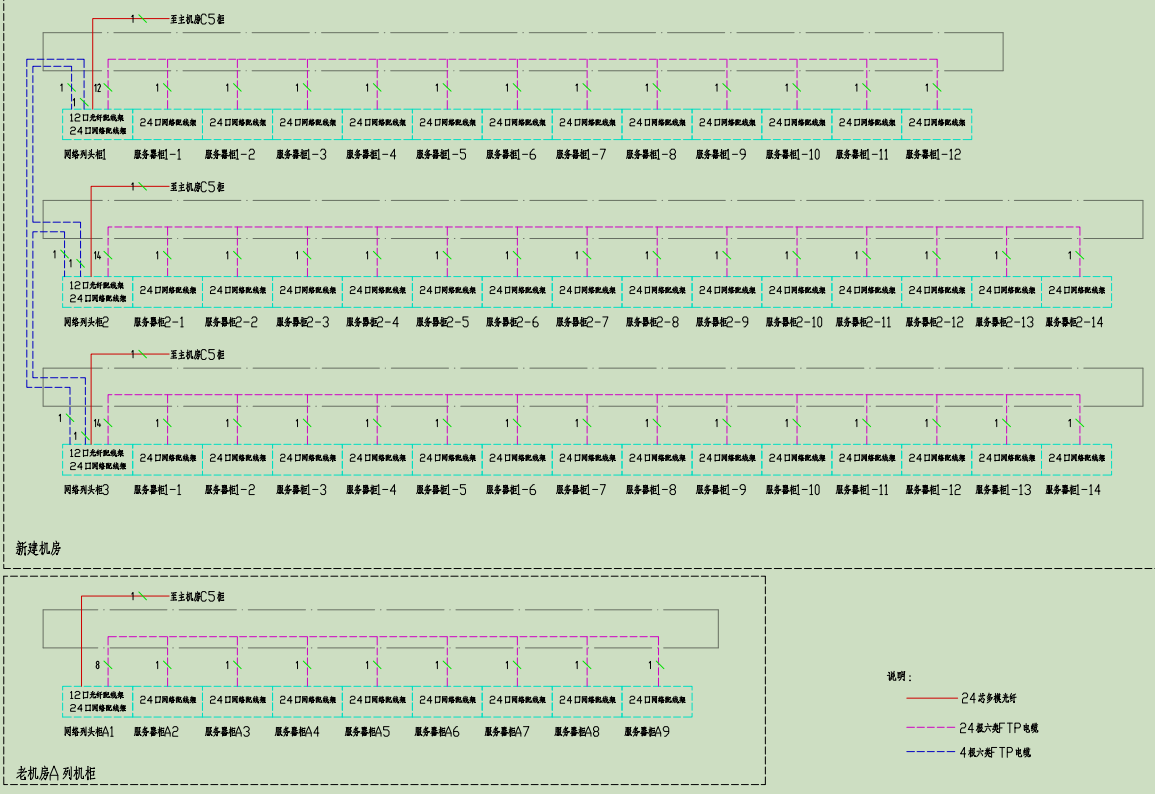 1 至主机房C5柜
1 1 12 1 1 1 1 1 1 1 1 1 1 1 1
12口光纤配线架
24口网络配线架 24口网络配线架 24口网络配线架 24口网络配线架 24口网络配线架 24口网络配线架 24口网络配线架 24口网络配线架 24口网络配线架 24口网络配线架 24口网络配线架 24口网络配线架 24口网络配线架
网络列头柜1 服务器柜1-1 服务器柜1-2 服务器柜1-3 服务器柜1-4 服务器柜1-5 服务器柜1-6 服务器柜1-7 服务器柜1-8 服务器柜1-9 服务器柜1-10 服务器柜1-11 服务器柜1-12
1 至主机房C5柜
1 1 14 1 1 1 1 1 1 1 1 1 1 1 1 1 1
12口光纤配线架
24口网络配线架 24口网络配线架 24口网络配线架 24口网络配线架 24口网络配线架 24口网络配线架 24口网络配线架 24口网络配线架 24口网络配线架 24口网络配线架 24口网络配线架 24口网络配线架 24口网络配线架 24口网络配线架 24口网络配线架
网络列头柜2 服务器柜2-1 服务器柜2-2 服务器柜2-3 服务器柜2-4 服务器柜2-5 服务器柜2-6 服务器柜2-7 服务器柜2-8 服务器柜2-9 服务器柜2-10 服务器柜2-11 服务器柜2-12 服务器柜2-13 服务器柜2-14
1 至主机房C5柜
1 1 14 1 1 1 1 1 1 1 1 1 1 1 1 1 1
12口光纤配线架
24口网络配线架 24口网络配线架 24口网络配线架 24口网络配线架 24口网络配线架 24口网络配线架 24口网络配线架 24口网络配线架 24口网络配线架 24口网络配线架 24口网络配线架 24口网络配线架 24口网络配线架 24口网络配线架 24口网络配线架
网络列头柜3 服务器柜1-1 服务器柜1-2 服务器柜1-3 服务器柜1-4 服务器柜1-5 服务器柜1-6 服务器柜1-7 服务器柜1-8 服务器柜1-9 服务器柜1-10 服务器柜1-11 服务器柜1-12 服务器柜1-13 服务器柜1-14
新建机房
1 至主机房C5柜
8 1 1 1 1 1 1 1 1
12口光纤配线架
24口网络配线架 24口网络配线架 24口网络配线架 24口网络配线架 24口网络配线架 24口网络配线架 24口网络配线架 24口网络配线架 24口网络配线架
网络列头柜A1 服务器柜A2 服务器柜A3 服务器柜A4 服务器柜A5 服务器柜A6 服务器柜A7 服务器柜A8 服务器柜A9
老机房A列机柜
说明：
24芯多模光纤
24根六类FTP电缆
4根六类FTP电缆